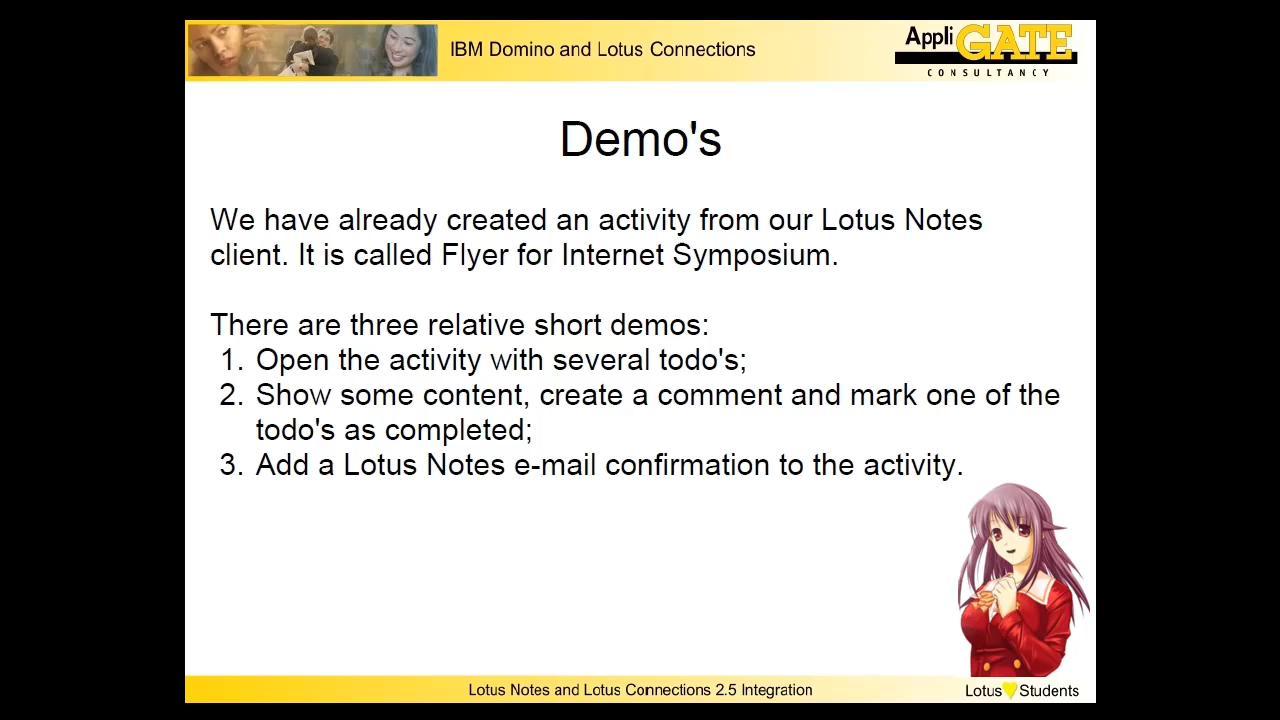 IBM Domino and Lotus Connections
Appli GATE
CONSULTANCY
Demo's
We have already created an activity from our Lotus Notes
client. It is called Flyer for Internet Symposium.
There are three relative short demos:
1. Open the activity with several todo's;
2. Show some content, create a comment and mark one of the
todo's as completed;
3. Add a Lotus Notes e-mail confirmation to the activity.
Lotus Notes and Lotus Connections 2.5 Integration
Lotus Students